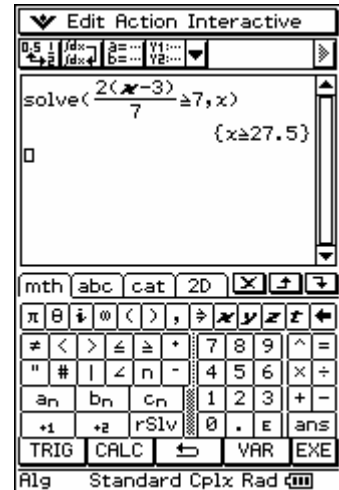 Edit Action Interactive
solve(2(x-3)/7≥7,x)
{x≥27.5}
mth abc cat 2D
π θ i ∞ ( ) , ⇒ x y z t ←
≠ < > ≤ ≥ 7 8 9 ^ =
" # | ∠ n - 4 5 6 × ÷
an bn cn 1 2 3 + −
+1 +2 rSlv 0 . E ans
TRIG CALC VAR EXE
Alg Standard Cplx Rad